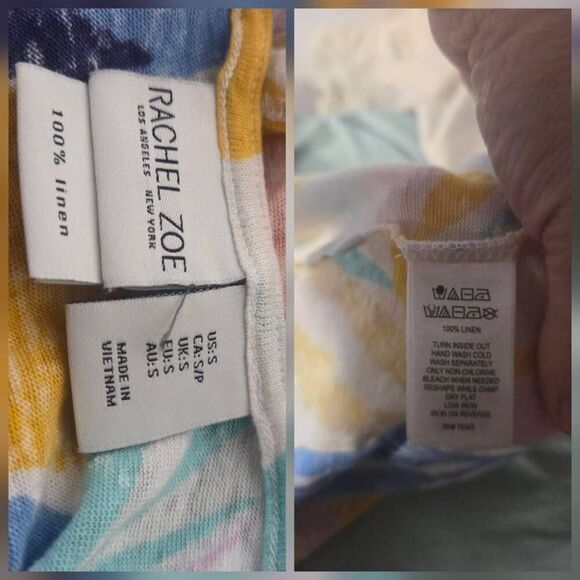 100% linen
RACHEL ZOE
LOS ANGELES NEW YORK
US:S
CA:S/P
UK:S
EU:S
AU:S
MADE IN
VIETNAM
100% LINEN
TURN INSIDE OUT
HAND WASH COLD
WASH SEPARATELY
ONLY NON-CHLORINE
BLEACH WHEN NEEDED
RESHAPE WHILE DAMP
DRY FLAT
LOW IRON
IRON ON REVERSE